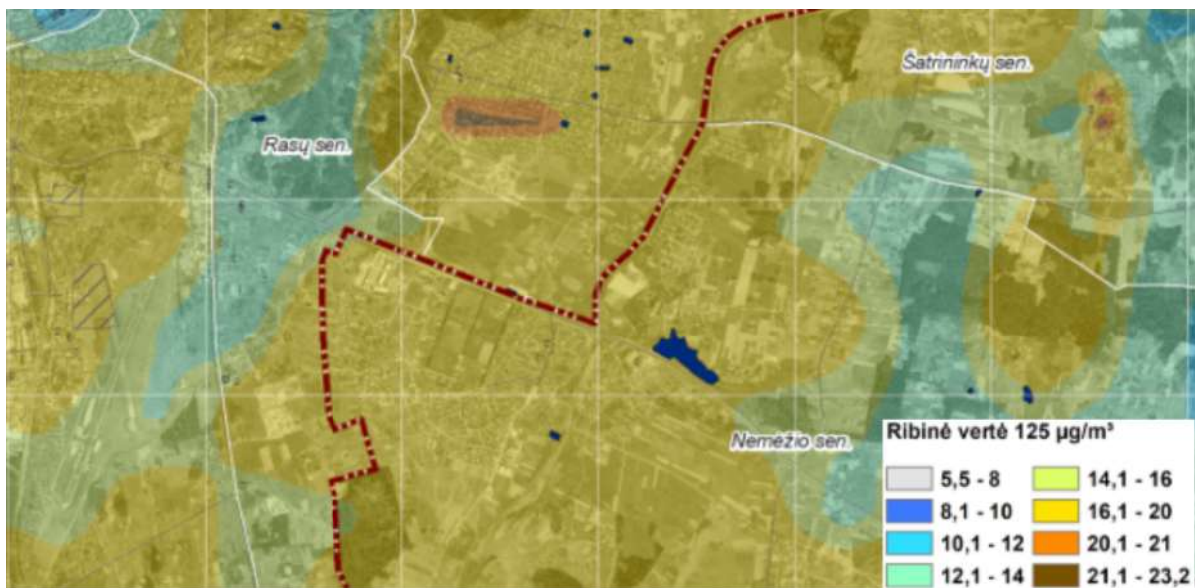 Šatrininkų sen.
Rasų sen.
Nemėžio sen.
Ribinė vertė 125 µg/m³
5,5 - 8
14,1 - 16
8,1 - 10
16,1 - 20
10,1 - 12
20,1 - 21
12,1 - 14
21,1 - 23,2